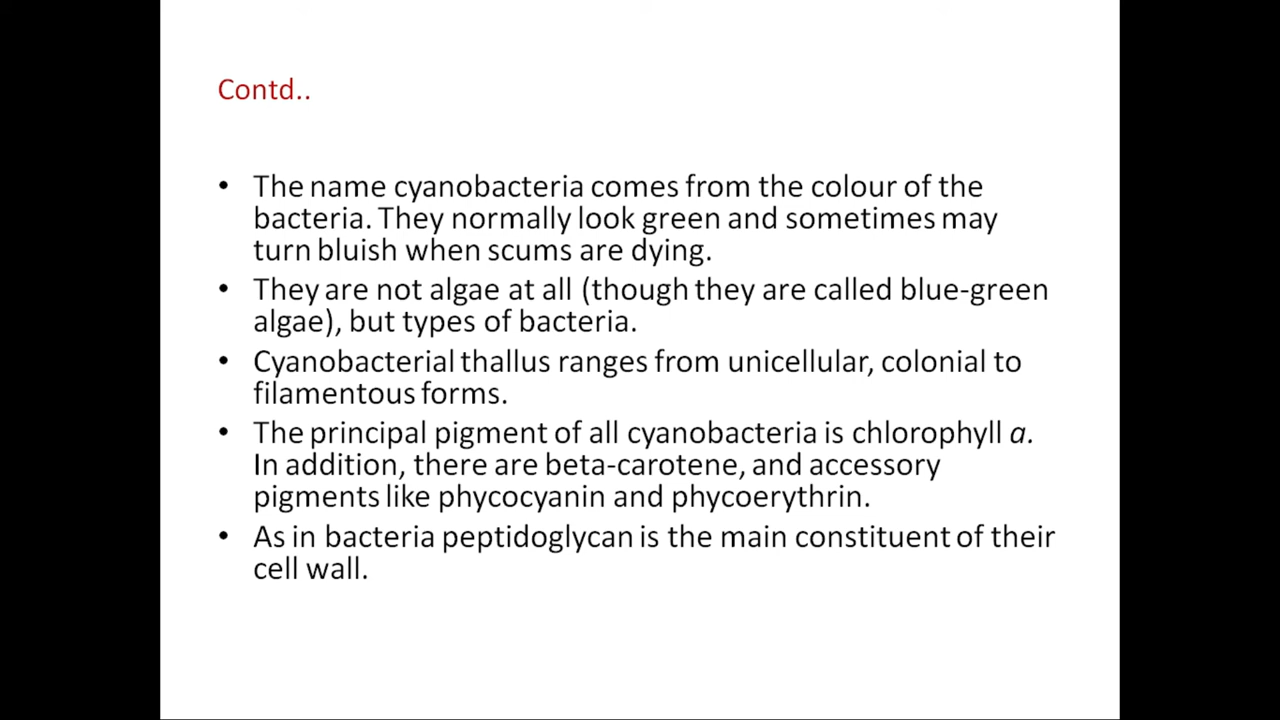 Contd..
• The name cyanobacteria comes from the colour of the
bacteria. They normally look green and sometimes may
turn bluish when scums are dying.
• They are not algae at all (though they are called blue-green
algae), but types of bacteria.
• Cyanobacterial thallus ranges from unicellular, colonial to
filamentous forms.
• The principal pigment of all cyanobacteria is chlorophyll a.
In addition, there are beta-carotene, and accessory
pigments like phycocyanin and phycoerythrin.
• As in bacteria peptidoglycan is the main constituent of their
cell wall.